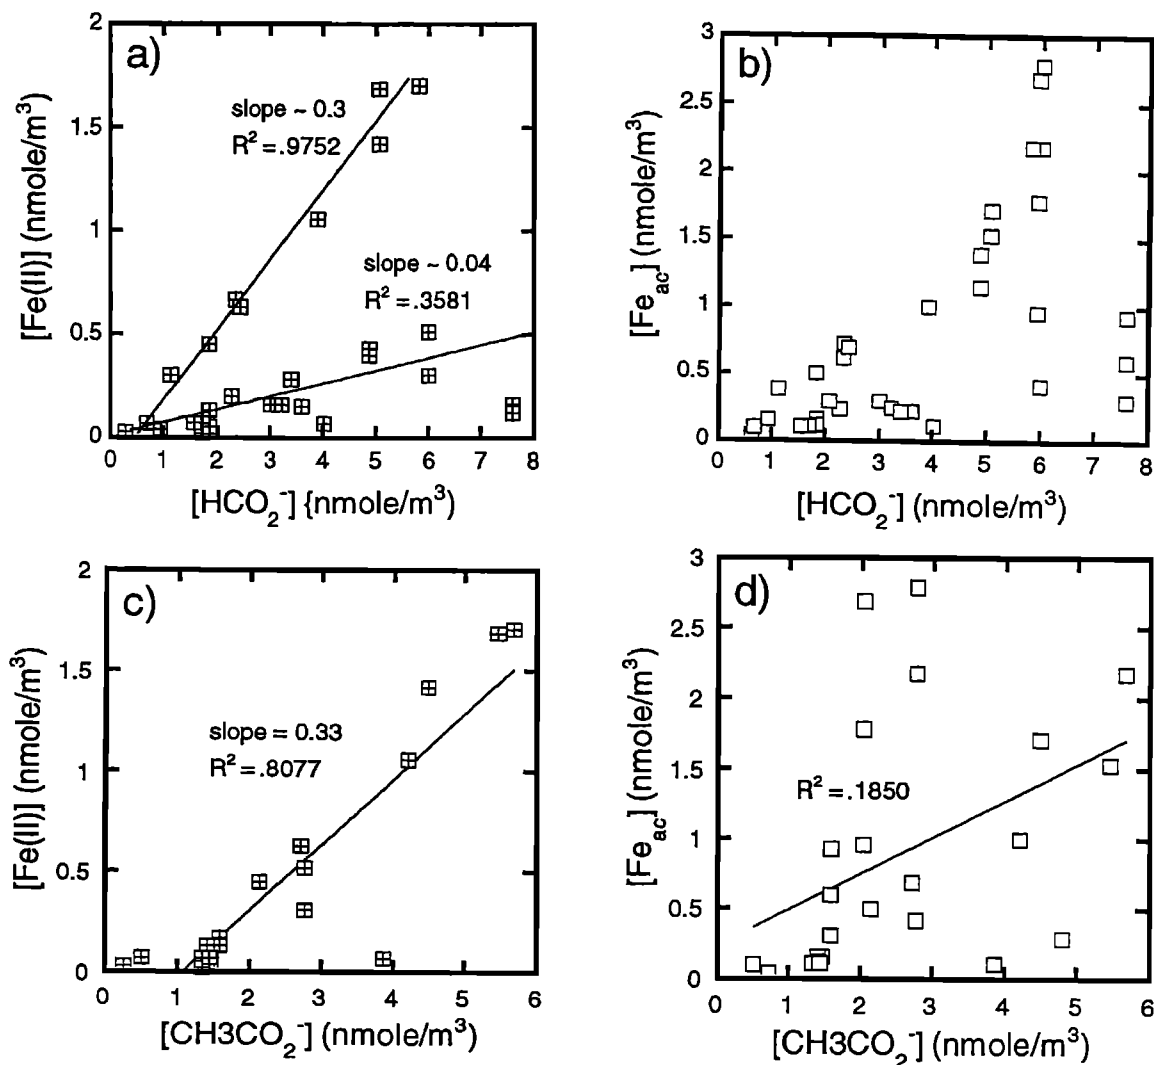 a)
[Fe(II)] (nmole/m³)
2
1.5
1
0.5
0
slope ~ 0.3
R² = .9752
slope ~ 0.04
R² = .3581
0 1 2 3 4 5 6 7 8
[HCO₂⁻] {nmole/m³)
b)
[Fe_ac] (nmole/m³)
3
2.5
2
1.5
1
0.5
0
0 1 2 3 4 5 6 7 8
[HCO₂⁻] (nmole/m³)
c)
[Fe(II)] (nmole/m³)
2
1.5
1
0.5
0
slope = 0.33
R² = .8077
0 1 2 3 4 5 6
[CH3CO₂⁻] (nmole/m³)
d)
[Fe_ac] (nmole/m³)
3
2.5
2
1.5
1
0.5
0
R² = .1850
0 1 2 3 4 5 6
[CH3CO₂⁻] (nmole/m³)